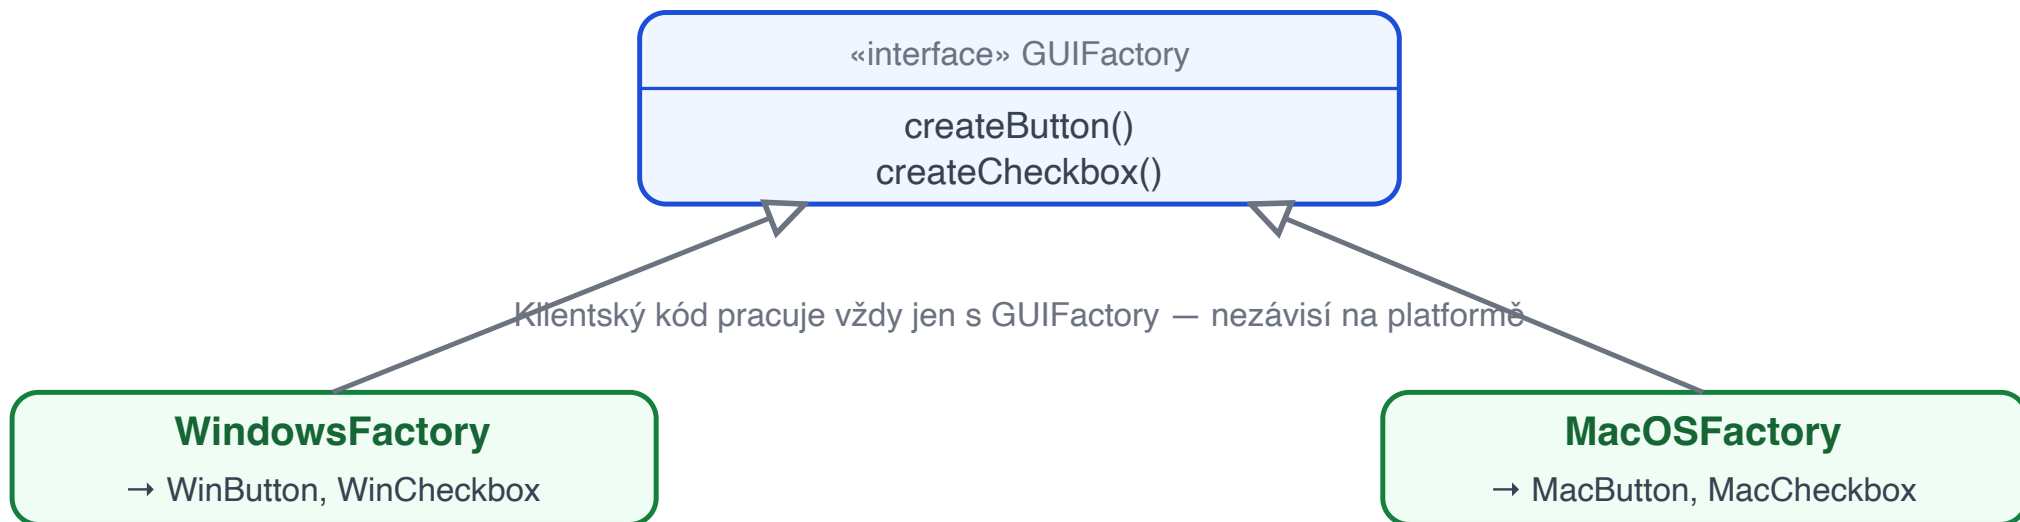 «interface» GUIFactory
createButton()
createCheckbox()
Klientský kód pracuje vždy jen s GUIFactory — nezávisí na platformě
WindowsFactory
→ WinButton, WinCheckbox
MacOSFactory
→ MacButton, MacCheckbox